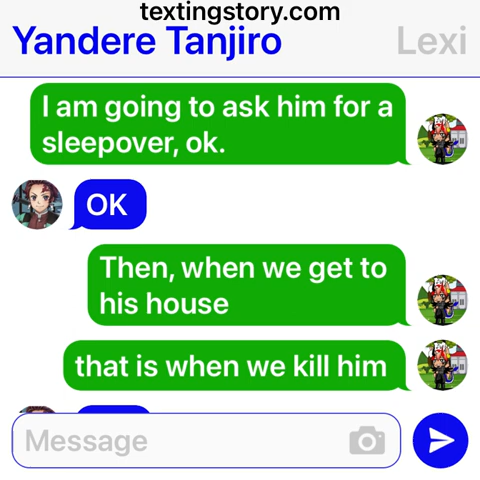 textingstory.com
Yandere Tanjiro Lexi
I am going to ask him for a
sleepover, ok.
OK
Then, when we get to
his house
that is when we kill him
Message